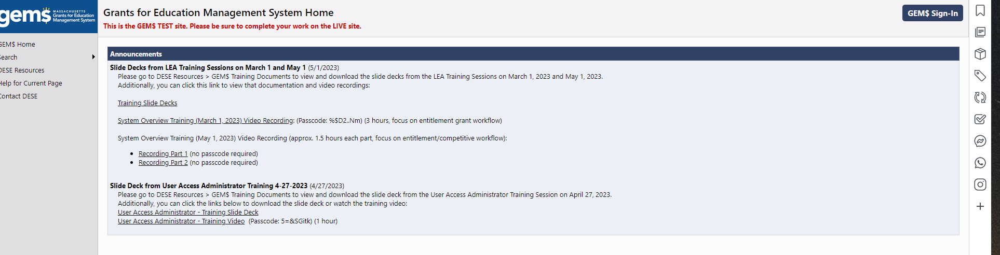 gem$ MASSACHUSETTS
Grants for Education
Management System
Grants for Education Management System Home
This is the GEM$ TEST site. Please be sure to complete your work on the LIVE site.
GEM$ Sign-In
GEM$ Home
Search
DESE Resources
Help for Current Page
Contact DESE
Announcements
Slide Decks from LEA Training Sessions on March 1 and May 1 (5/1/2023)
Please go to DESE Resources > GEM$ Training Documents to view and download the slide decks from the LEA Training Sessions on March 1, 2023 and May 1, 2023.
Additionally, you can click this link to view that documentation and video recordings:
Training Slide Decks
System Overview Training (March 1, 2023) Video Recording: (Passcode: %$D2..Nm) (3 hours, focus on entitlement grant workflow)
System Overview Training (May 1, 2023) Video Recording (approx. 1.5 hours each part, focus on entitlement/competitive workflow):
• Recording Part 1 (no passcode required)
• Recording Part 2 (no passcode required)
Slide Deck from User Access Administrator Training 4-27-2023 (4/27/2023)
Please go to DESE Resources > GEM$ Training Documents to view and download the slide deck from the User Access Administrator Training Session on April 27, 2023.
Additionally, you can click the links below to download the slide deck or watch the training video:
User Access Administrator - Training Slide Deck
User Access Administrator - Training Video (Passcode: 5=&SGitk) (1 hour)